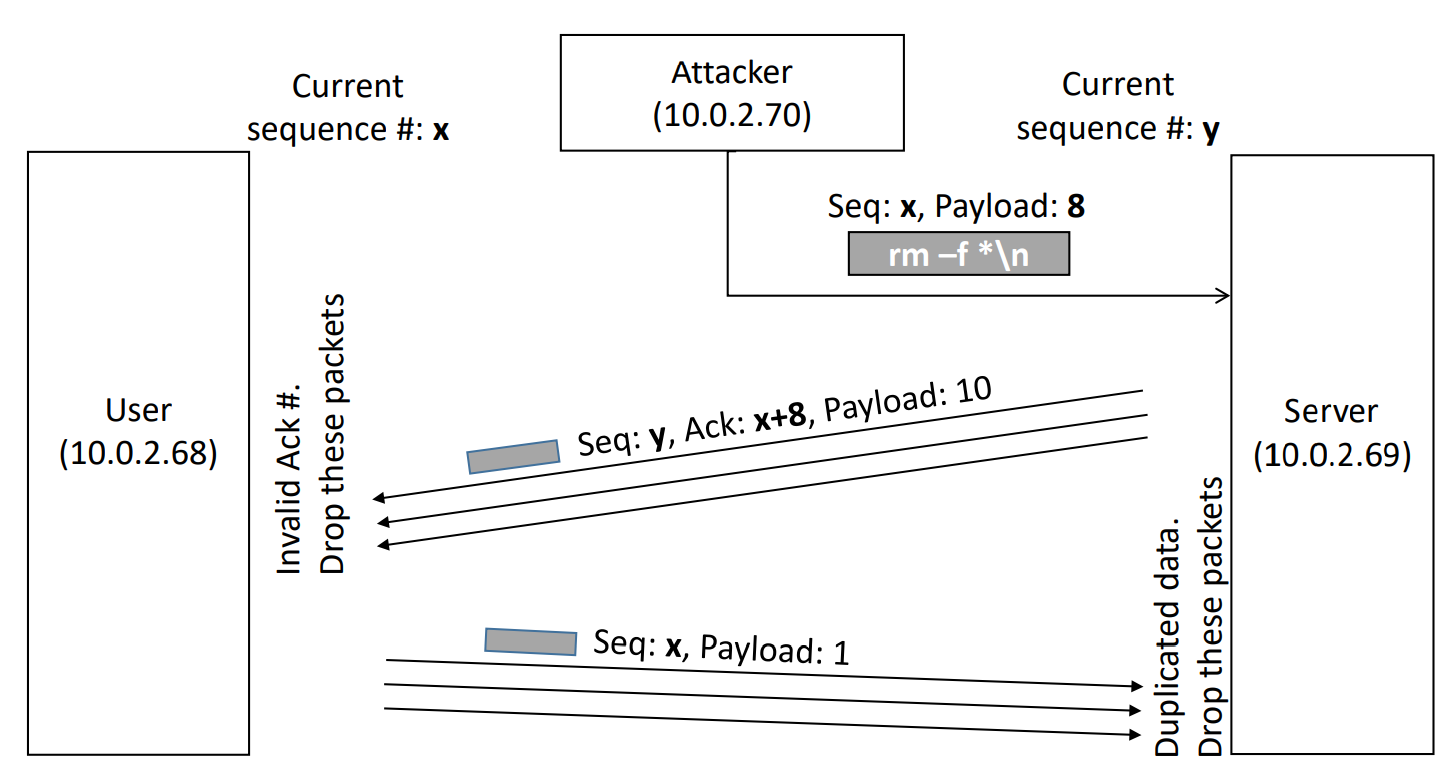 Current
sequence #: x
Attacker
(10.0.2.70)
Current
sequence #: y
Seq: x, Payload: 8
rm –f *\n
User
(10.0.2.68)
Invalid Ack #.
Drop these packets
Seq: y, Ack: x+8, Payload: 10
Server
(10.0.2.69)
Seq: x, Payload: 1
Duplicated data.
Drop these packets